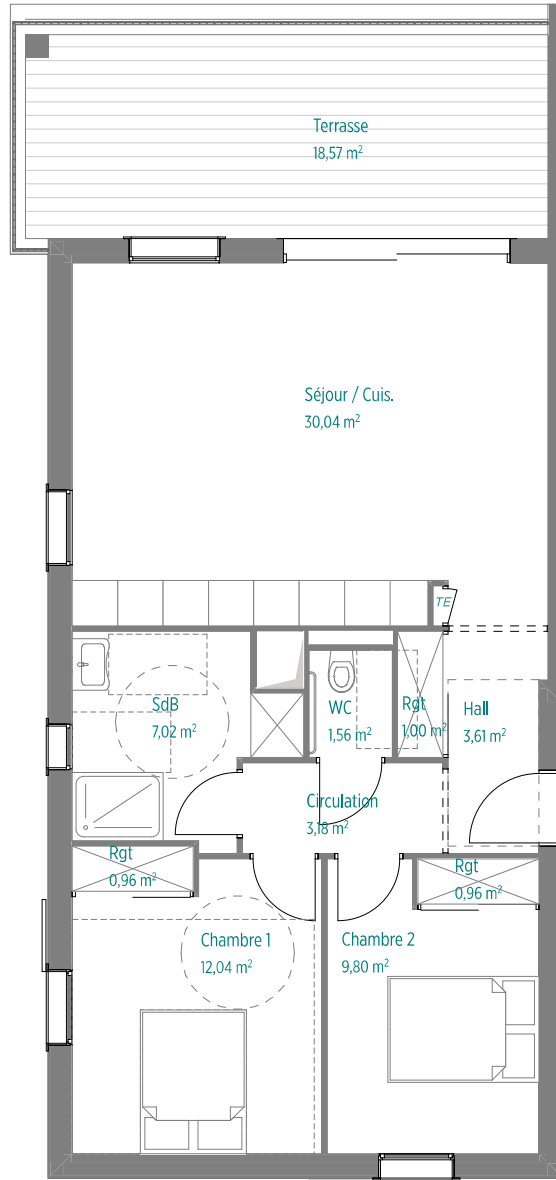 Terrasse
18,57 m²
Séjour / Cuis.
30,04 m²
TE
SdB
7,02 m²
WC
1,56 m²
Rgt
1,00 m²
Hall
3,61 m²
Circulation
3,18 m²
Rgt
0,96 m²
Rgt
0,96 m²
Chambre 1
12,04 m²
Chambre 2
9,80 m²